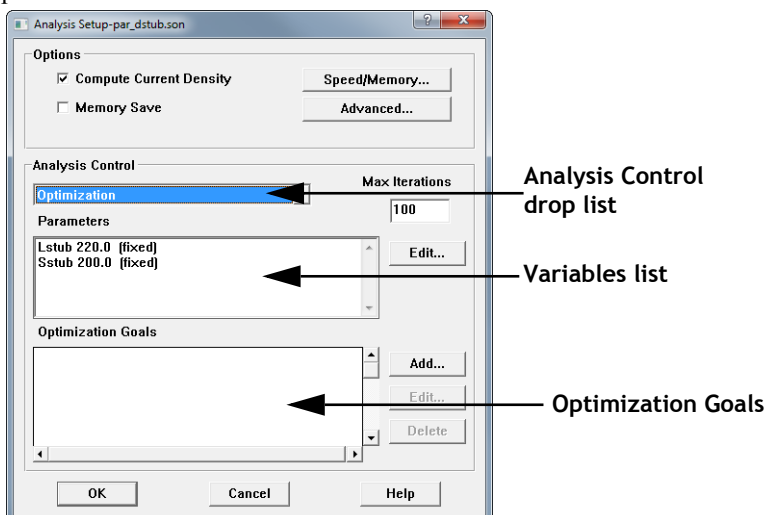 Analysis Setup-par_dstub.son
Options
Compute Current Density
Speed/Memory...
Memory Save
Advanced...
Analysis Control
Max Iterations
Optimization
100
Parameters
Lstub 220.0 (fixed)
Sstub 200.0 (fixed)
Edit...
Optimization Goals
Add...
Edit...
Delete
OK
Cancel
Help
Analysis Control
drop list
Variables list
Optimization Goals